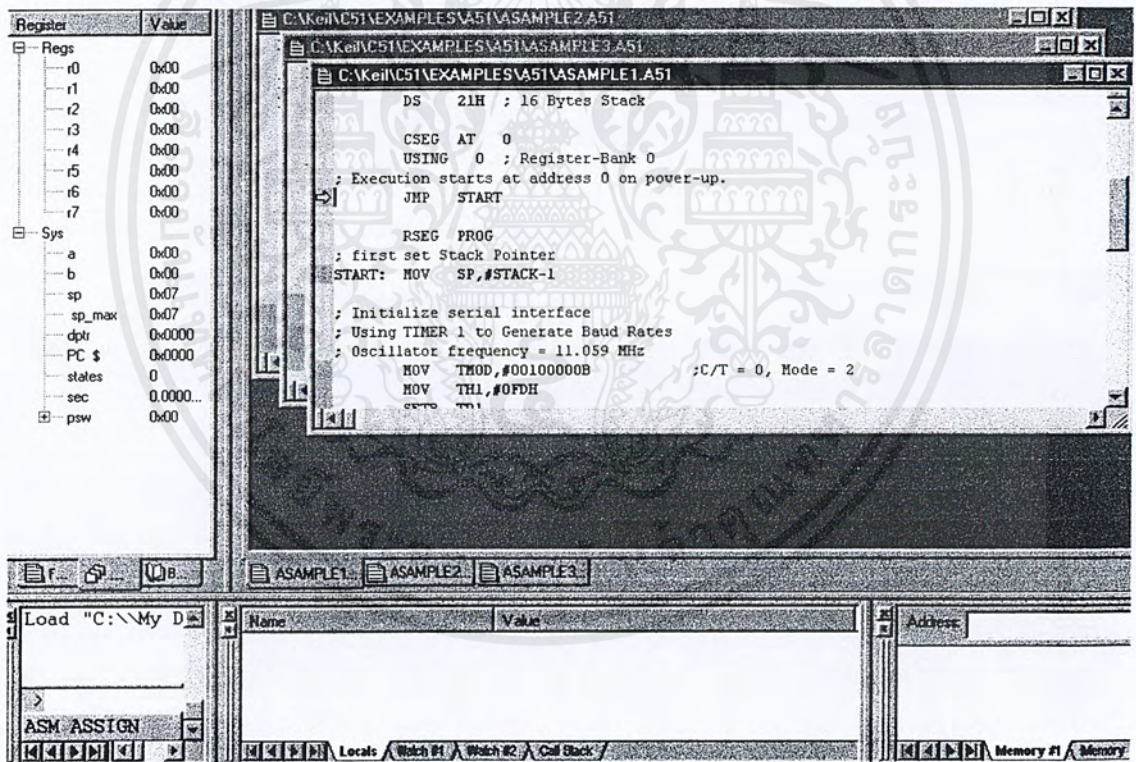 Register Value
Regs
r0 0x00
r1 0x00
r2 0x00
r3 0x00
r4 0x00
r5 0x00
r6 0x00
r7 0x00
Sys
a 0x00
b 0x00
sp 0x07
sp_max 0x07
dptr 0x0000
PC $ 0x0000
states 0
sec 0.0000...
psw 0x00
F... ... B...
C:\Keil\C51\EXAMPLES\A51\ASAMPLE2.A51
C:\Keil\C51\EXAMPLES\A51\ASAMPLE3.A51
C:\Keil\C51\EXAMPLES\A51\ASAMPLE1.A51
DS 21H ; 16 Bytes Stack
CSEG AT 0
USING 0 ; Register-Bank 0
; Execution starts at address 0 on power-up.
JMP START
RSEG PROG
; first set Stack Pointer
START: MOV SP,#STACK-1
; Initialize serial interface
; Using TIMER 1 to Generate Baud Rates
; Oscillator frequency = 11.059 MHz
MOV TMOD,#00100000B ;C/T = 0, Mode = 2
MOV TH1,#0FDH
SETB TR1
ASAMPLE1... ASAMPLE2... ASAMPLE3...
Load "C:\\My D
>
ASM ASSIGN
Name Value
Locals Watch #1 Watch #2 Call Stack
Address:
Memory #1 Memory